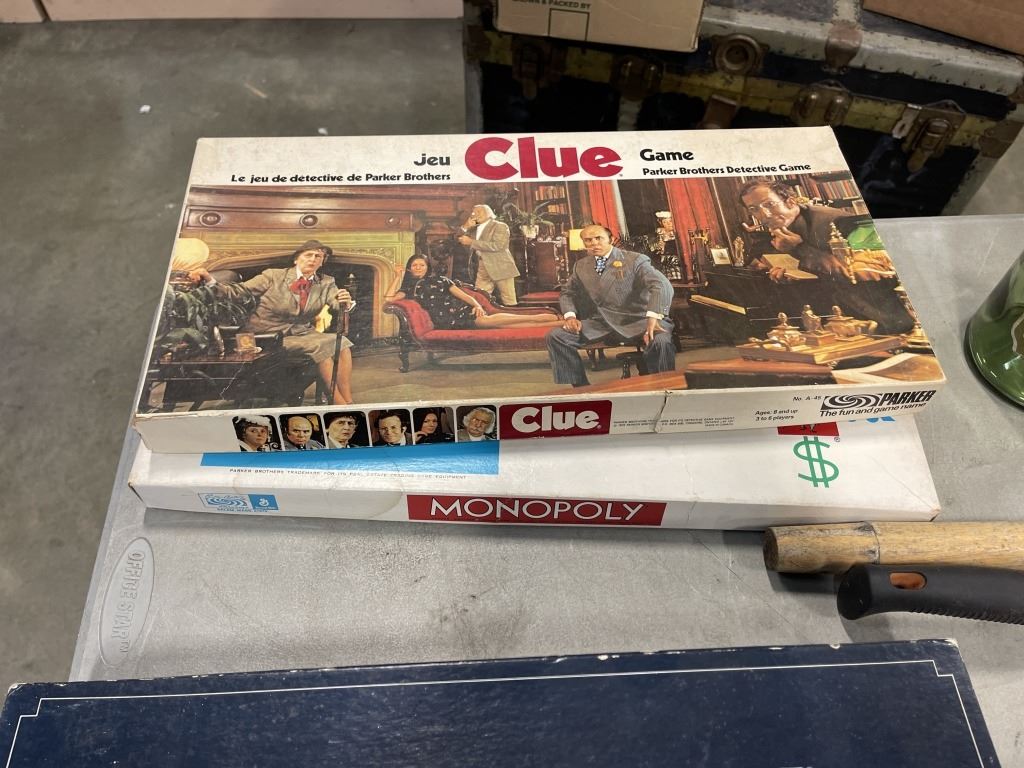 & PACKED BY
Jeu Clue Game
Le jeu de détective de Parker Brothers
Parker Brothers Detective Game
Clue
Ages: 8 and up
3 to 6 players
No. A-45
PARKER
The fun and game name
$
PARKER BROTHERS TRADEMARK FOR ITS REAL ESTATE TRADING GAME EQUIPMENT
MONOPOLY
OFFICE STAR